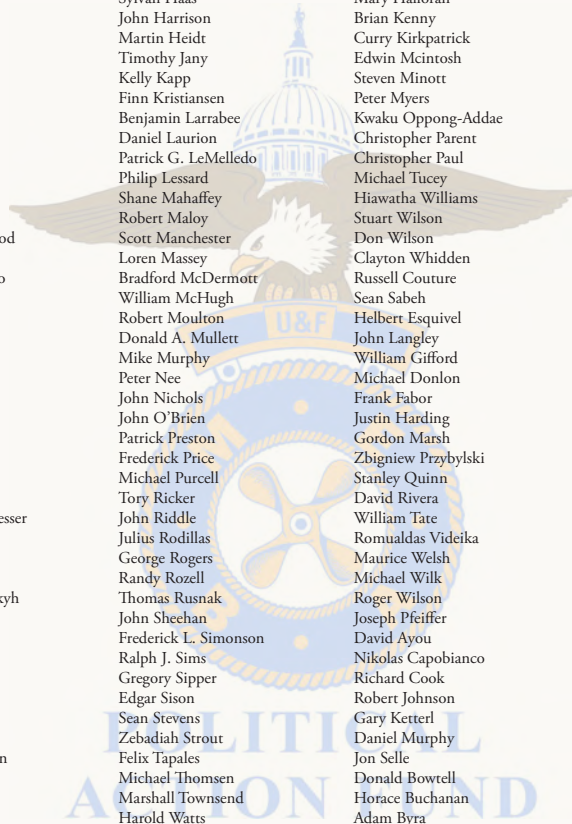 od
o
esser
kyh
n
John Harrison
Martin Heidt
Timothy Jany
Kelly Kapp
Finn Kristiansen
Benjamin Larrabee
Daniel Laurion
Patrick G. LeMelledo
Philip Lessard
Shane Mahaffey
Robert Maloy
Scott Manchester
Loren Massey
Bradford McDermott
William McHugh
Robert Moulton
Donald A. Mullett
Mike Murphy
Peter Nee
John Nichols
John O’Brien
Patrick Preston
Frederick Price
Michael Purcell
Tory Ricker
John Riddle
Julius Rodillas
George Rogers
Randy Rozell
Thomas Rusnak
John Sheehan
Frederick L. Simonson
Ralph J. Sims
Gregory Sipper
Edgar Sison
Sean Stevens
Zebadiah Strout
Felix Tapales
Michael Thomsen
Marshall Townsend
Harold Watts
Brian Kenny
Curry Kirkpatrick
Edwin Mcintosh
Steven Minott
Peter Myers
Kwaku Oppong-Addae
Christopher Parent
Christopher Paul
Michael Tucey
Hiawatha Williams
Stuart Wilson
Don Wilson
Clayton Whidden
Russell Couture
Sean Sabeh
Helbert Esquivel
John Langley
William Gifford
Michael Donlon
Frank Fabor
Justin Harding
Gordon Marsh
Zbigniew Przybylski
Stanley Quinn
David Rivera
William Tate
Romualdas Videika
Maurice Welsh
Michael Wilk
Roger Wilson
Joseph Pfeiffer
David Ayou
Nikolas Capobianco
Richard Cook
Robert Johnson
Gary Ketterl
Daniel Murphy
Jon Selle
Donald Bowtell
Horace Buchanan
Adam Byra
U&F
M E
B A
POLITICAL
ACTION FUND